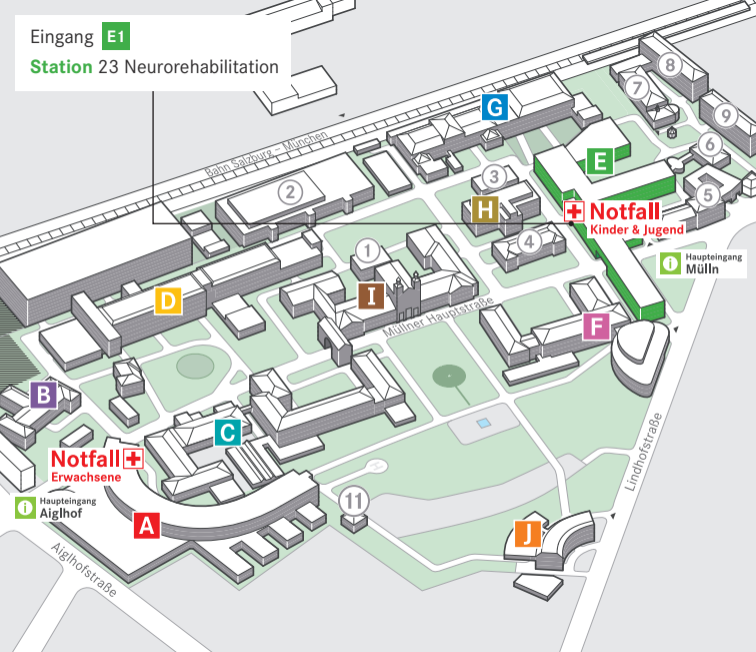 Eingang E1
Station 23 Neurorehabilitation
Bahn Salzburg – München
8
7
9
G
E
6
3
5
2
H
Notfall
Kinder & Jugend
4
1
i Haupteingang
Mülln
D
I
Müllner Hauptstraße
F
B
C
Lindhofstraße
Notfall
Erwachsene
i Haupteingang
Aiglhof
11
A
J
Aiglhofstraße